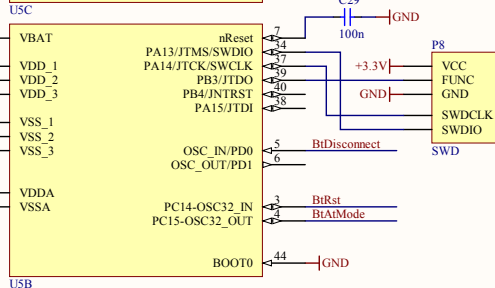 U5C
C29
GND
100n
VBAT
nReset
7
PA13/JTMS/SWDIO
34
P8
VDD_1
PA14/JTCK/SWCLK
37
+3.3V
VCC
VDD_2
PB3/JTDO
39
FUNC
VDD_3
PB4/JNTRST
40
GND
GND
PA15/JTDI
38
SWDCLK
VSS_1
SWDIO
VSS_2
VSS_3
OSC_IN/PD0
5
BtDisconnect
SWD
OSC_OUT/PD1
6
VDDA
VSSA
PC14-OSC32_IN
3
BtRst
PC15-OSC32_OUT
4
BtAtMode
BOOT0
44
GND
U5B